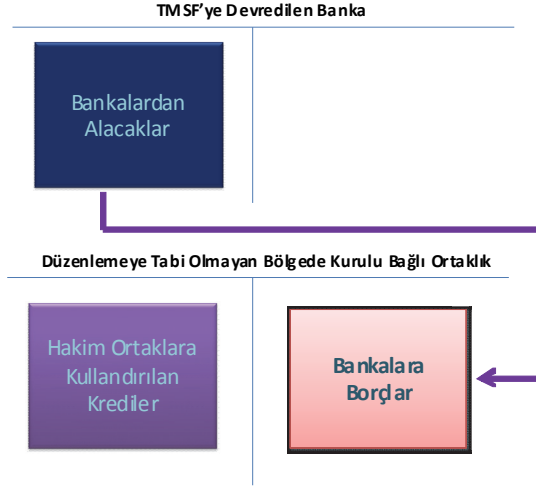 TMSF'ye Devredilen Banka
Bankalardan
Alacaklar
Düzenlemeye Tabi Olmayan Bölgede Kurulu Bağlı Ortaklık
Hakim Ortaklara
Kullandırılan
Krediler
Bankalara
Borçlar